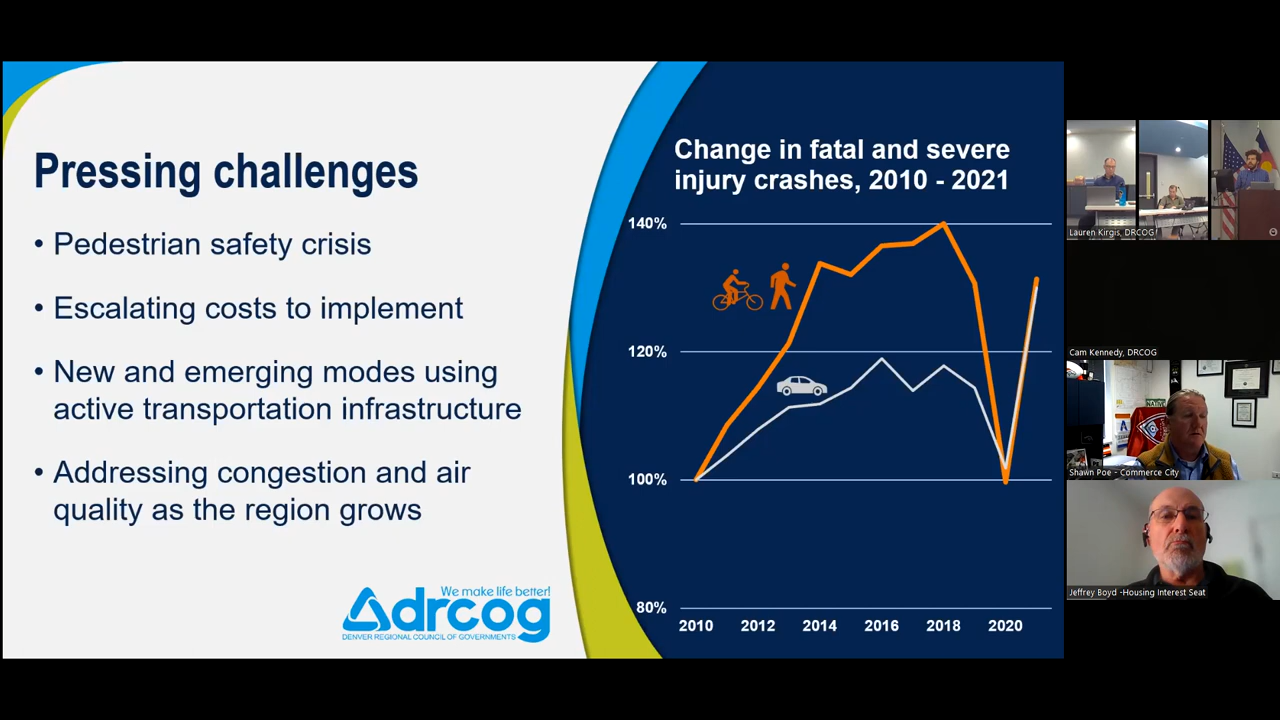 Pressing challenges
• Pedestrian safety crisis
• Escalating costs to implement
• New and emerging modes using
active transportation infrastructure
• Addressing congestion and air
quality as the region grows
We make life better!
drcog
DENVER REGIONAL COUNCIL OF GOVERNMENTS
Change in fatal and severe
injury crashes, 2010 - 2021
140%
120%
100%
80%
2010 2012 2014 2016 2018 2020
Lauren Kirgis, DRCOG
Cam Kennedy, DRCOG
Shawn Poe - Commerce City
Jeffrey Boyd -Housing Interest Seat